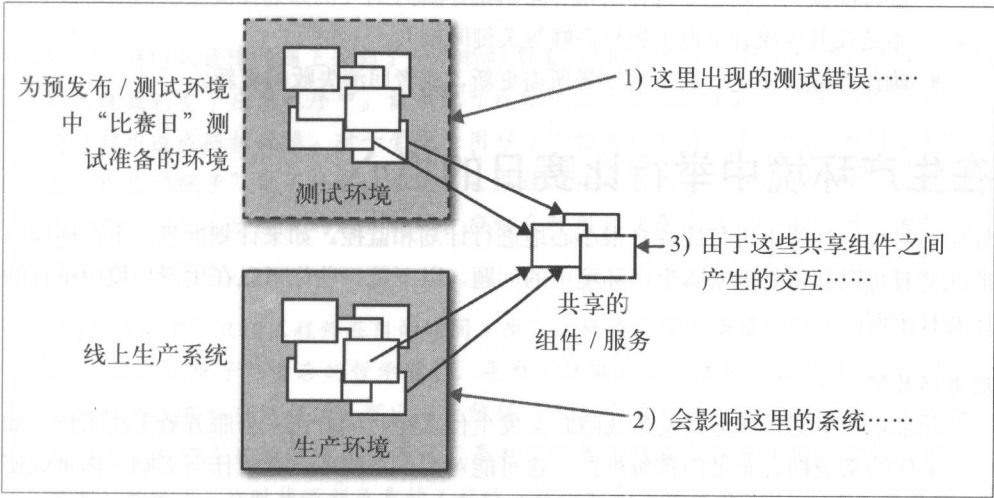 为预发布 / 测试环境
中“比赛日”测
试准备的环境
测试环境
1) 这里出现的测试错误……
3) 由于这些共享组件之间
产生的交互……
共享的
组件 / 服务
线上生产系统
生产环境
2) 会影响这里的系统……